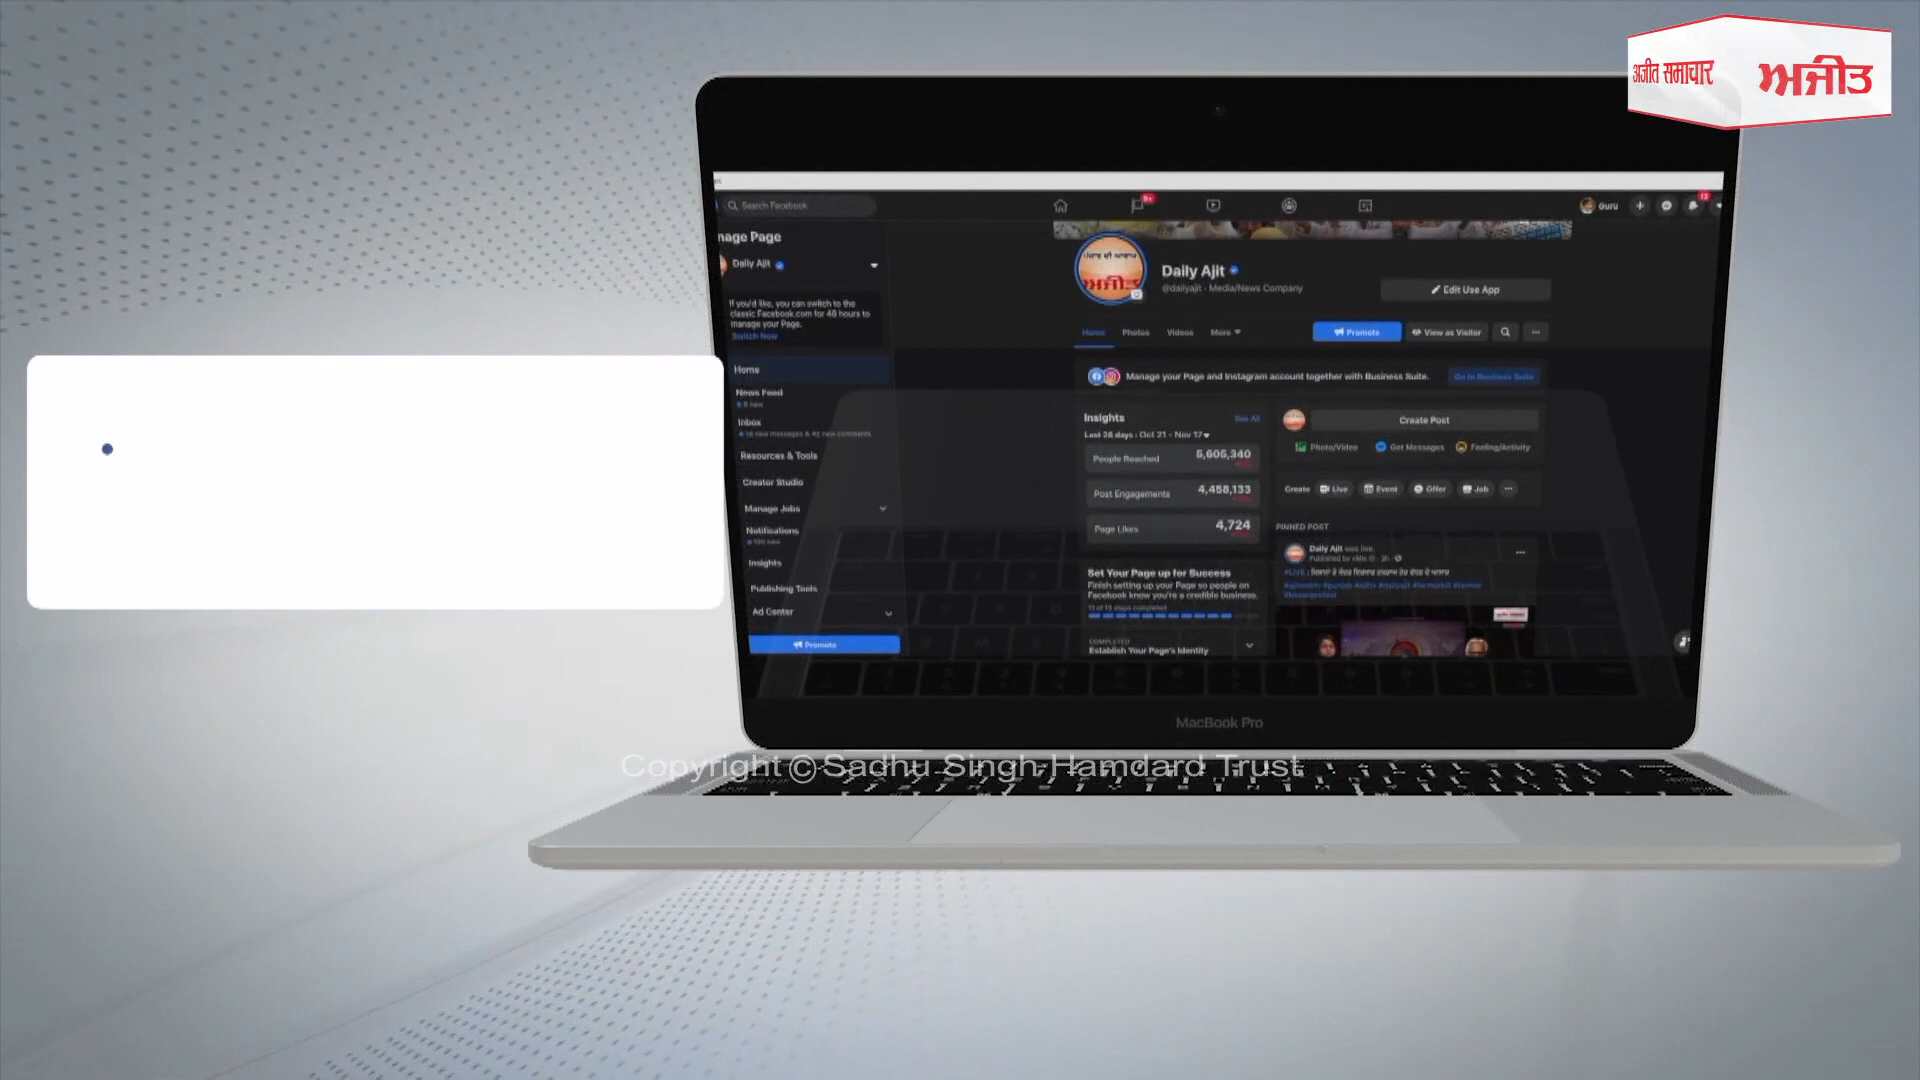 अजीत समाचार
ਅਜੀਤ
Search Facebook
Guru
nage Page
Daily Ajit
If you'd like, you can switch to the
classic Facebook.com for 48 hours to
manage your Page.
Switch Now
Home
News Feed
Inbox
Resources & Tools
Creator Studio
Manage Jobs
Notifications
Insights
Publishing Tools
Ad Center
Promote
ਅਜੀਤ
Daily Ajit
@dailyajit · Media/News Company
Edit Use App
Home
Photos
Videos
More
Promote
View as Visitor
Manage your Page and Instagram account together with Business Suite.
Go to Business Suite
Insights
See All
Last 28 days : Oct 21 - Nov 17
People Reached
5,605,340
Post Engagements
4,458,133
Page Likes
4,724
Set Your Page up for Success
Finish setting up your Page so people on
Facebook know you're a credible business.
11 of 13 steps completed
COMPLETED
Establish Your Page's Identity
Create Post
Photo/Video
Get Messages
Feeling/Activity
Create
Live
Event
Offer
Job
PINNED POST
Daily Ajit was live.
#LIVE :
MacBook Pro
Copyright © Sadhu Singh Hamdard Trust